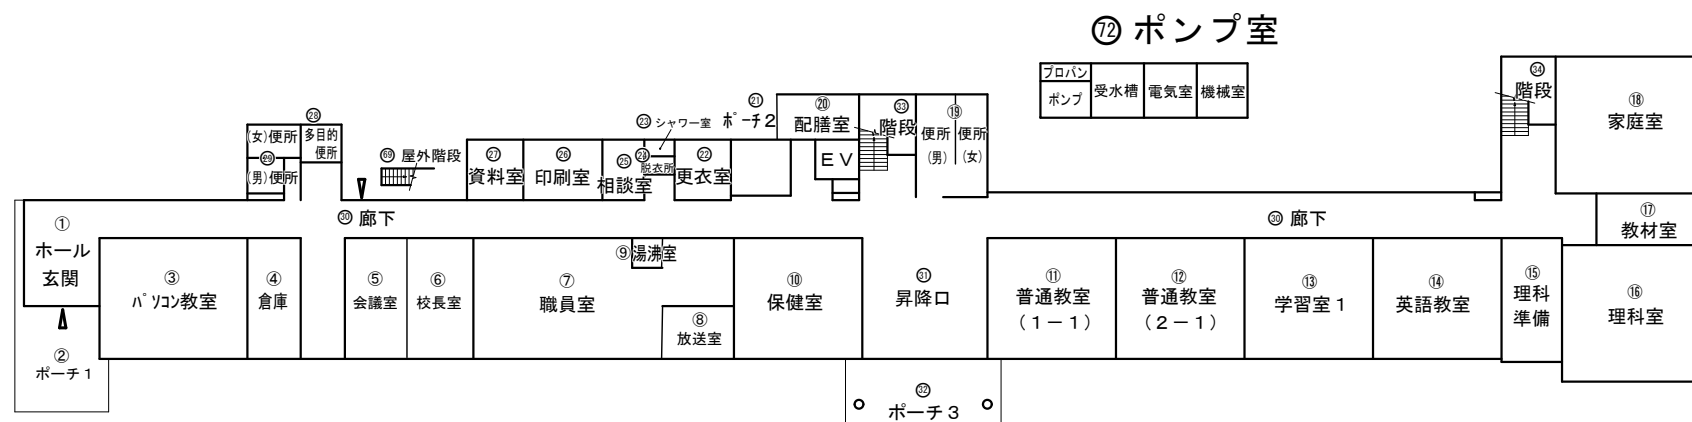 72 ポンプ室
プロパン
ポンプ
受水槽
電気室
機械室
㉞
階段
⑱
家庭室
㉘
(女)便所
多目的
便所
㉙
(男)便所
69 屋外階段
㉗
資料室
㉖
印刷室
㉕
相談室
㉓ シャワー室
㉔
脱衣所
㉒
更衣室
㉑
ポーチ2
⑳
配膳室
EV
㉝
階段
⑲
便所 便所
(男) (女)
①
ホール
玄関
㉚ 廊下
㉚ 廊下
⑰
教材室
②
ポーチ1
③
パソコン教室
④
倉庫
⑤
会議室
⑥
校長室
⑦
職員室
⑨湯沸室
⑧
放送室
⑩
保健室
㉛
昇降口
⑪
普通教室
(1-1)
⑫
普通教室
(2-1)
⑬
学習室1
⑭
英語教室
⑮
理科
準備
⑯
理科室
㉜
ポーチ3